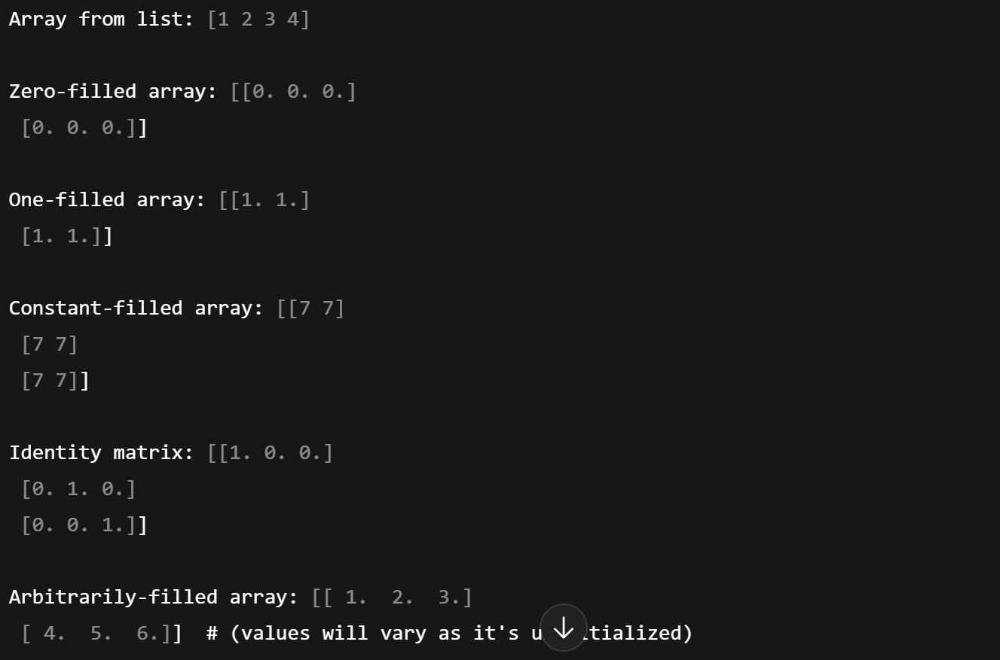 Array from list: [1 2 3 4]
Zero-filled array: [[0. 0. 0.]
 [0. 0. 0.]]
One-filled array: [[1. 1.]
 [1. 1.]]
Constant-filled array: [[7 7]
 [7 7]
 [7 7]]
Identity matrix: [[1. 0. 0.]
 [0. 1. 0.]
 [0. 0. 1.]]
Arbitrarily-filled array: [[ 1.  2.  3.]
 [ 4.  5.  6.]]  # (values will vary as it's